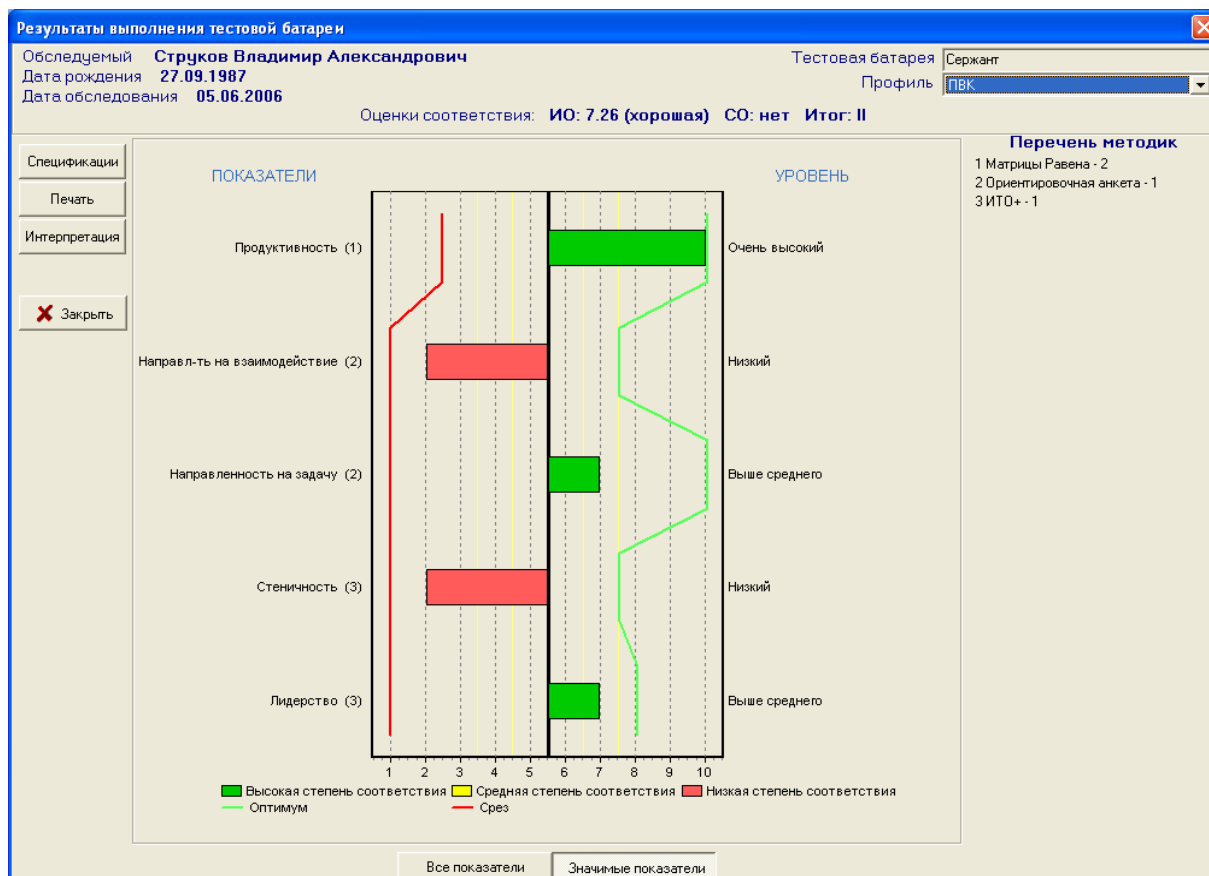 Результаты выполнения тестовой батареи
Обследуемый Струков Владимир Александрович
Дата рождения 27.09.1987
Дата обследования 05.06.2006
Тестовая батарея Сержант
Профиль ПВК
Оценки соответствия: ИО: 7.26 (хорошая) СО: нет Итог: II
Спецификации
Печать
Интерпретация
Закрыть
ПОКАЗАТЕЛИ УРОВЕНЬ
Продуктивность (1) Очень высокий
Направл-ть на взаимодействие (2) Низкий
Направленность на задачу (2) Выше среднего
Стеничность (3) Низкий
Лидерство (3) Выше среднего
1 2 3 4 5 6 7 8 9 10
Высокая степень соответствия Средняя степень соответствия Низкая степень соответствия
Оптимум Срез
Перечень методик
1 Матрицы Равена - 2
2 Ориентировочная анкета - 1
3 ИТО+ - 1
Все показатели Значимые показатели